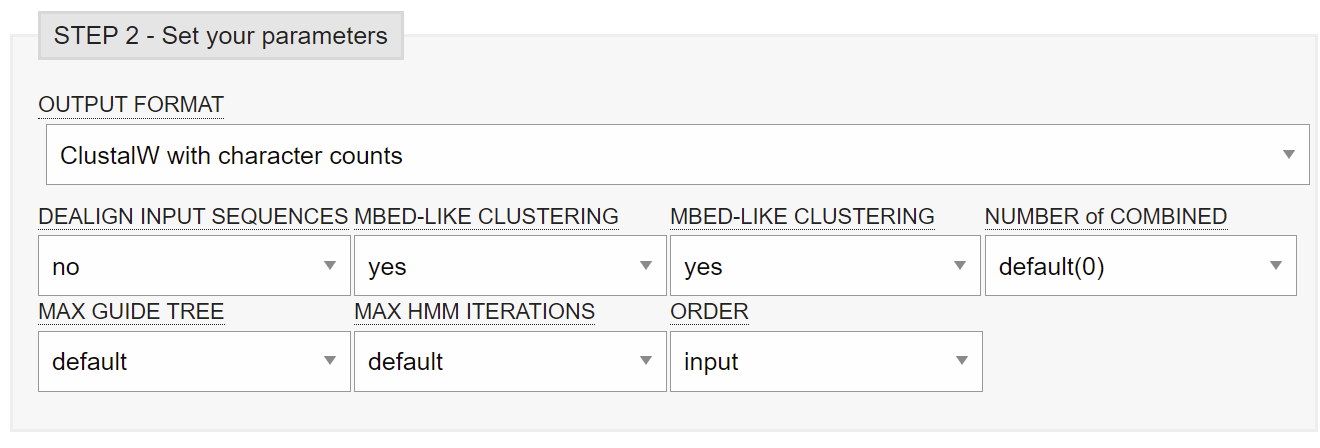 STEP 2 - Set your parameters
OUTPUT FORMAT
ClustalW with character counts
DEALIGN INPUT SEQUENCES MBED-LIKE CLUSTERING MBED-LIKE CLUSTERING NUMBER of COMBINED
no yes yes default(0)
MAX GUIDE TREE MAX HMM ITERATIONS ORDER
default default input